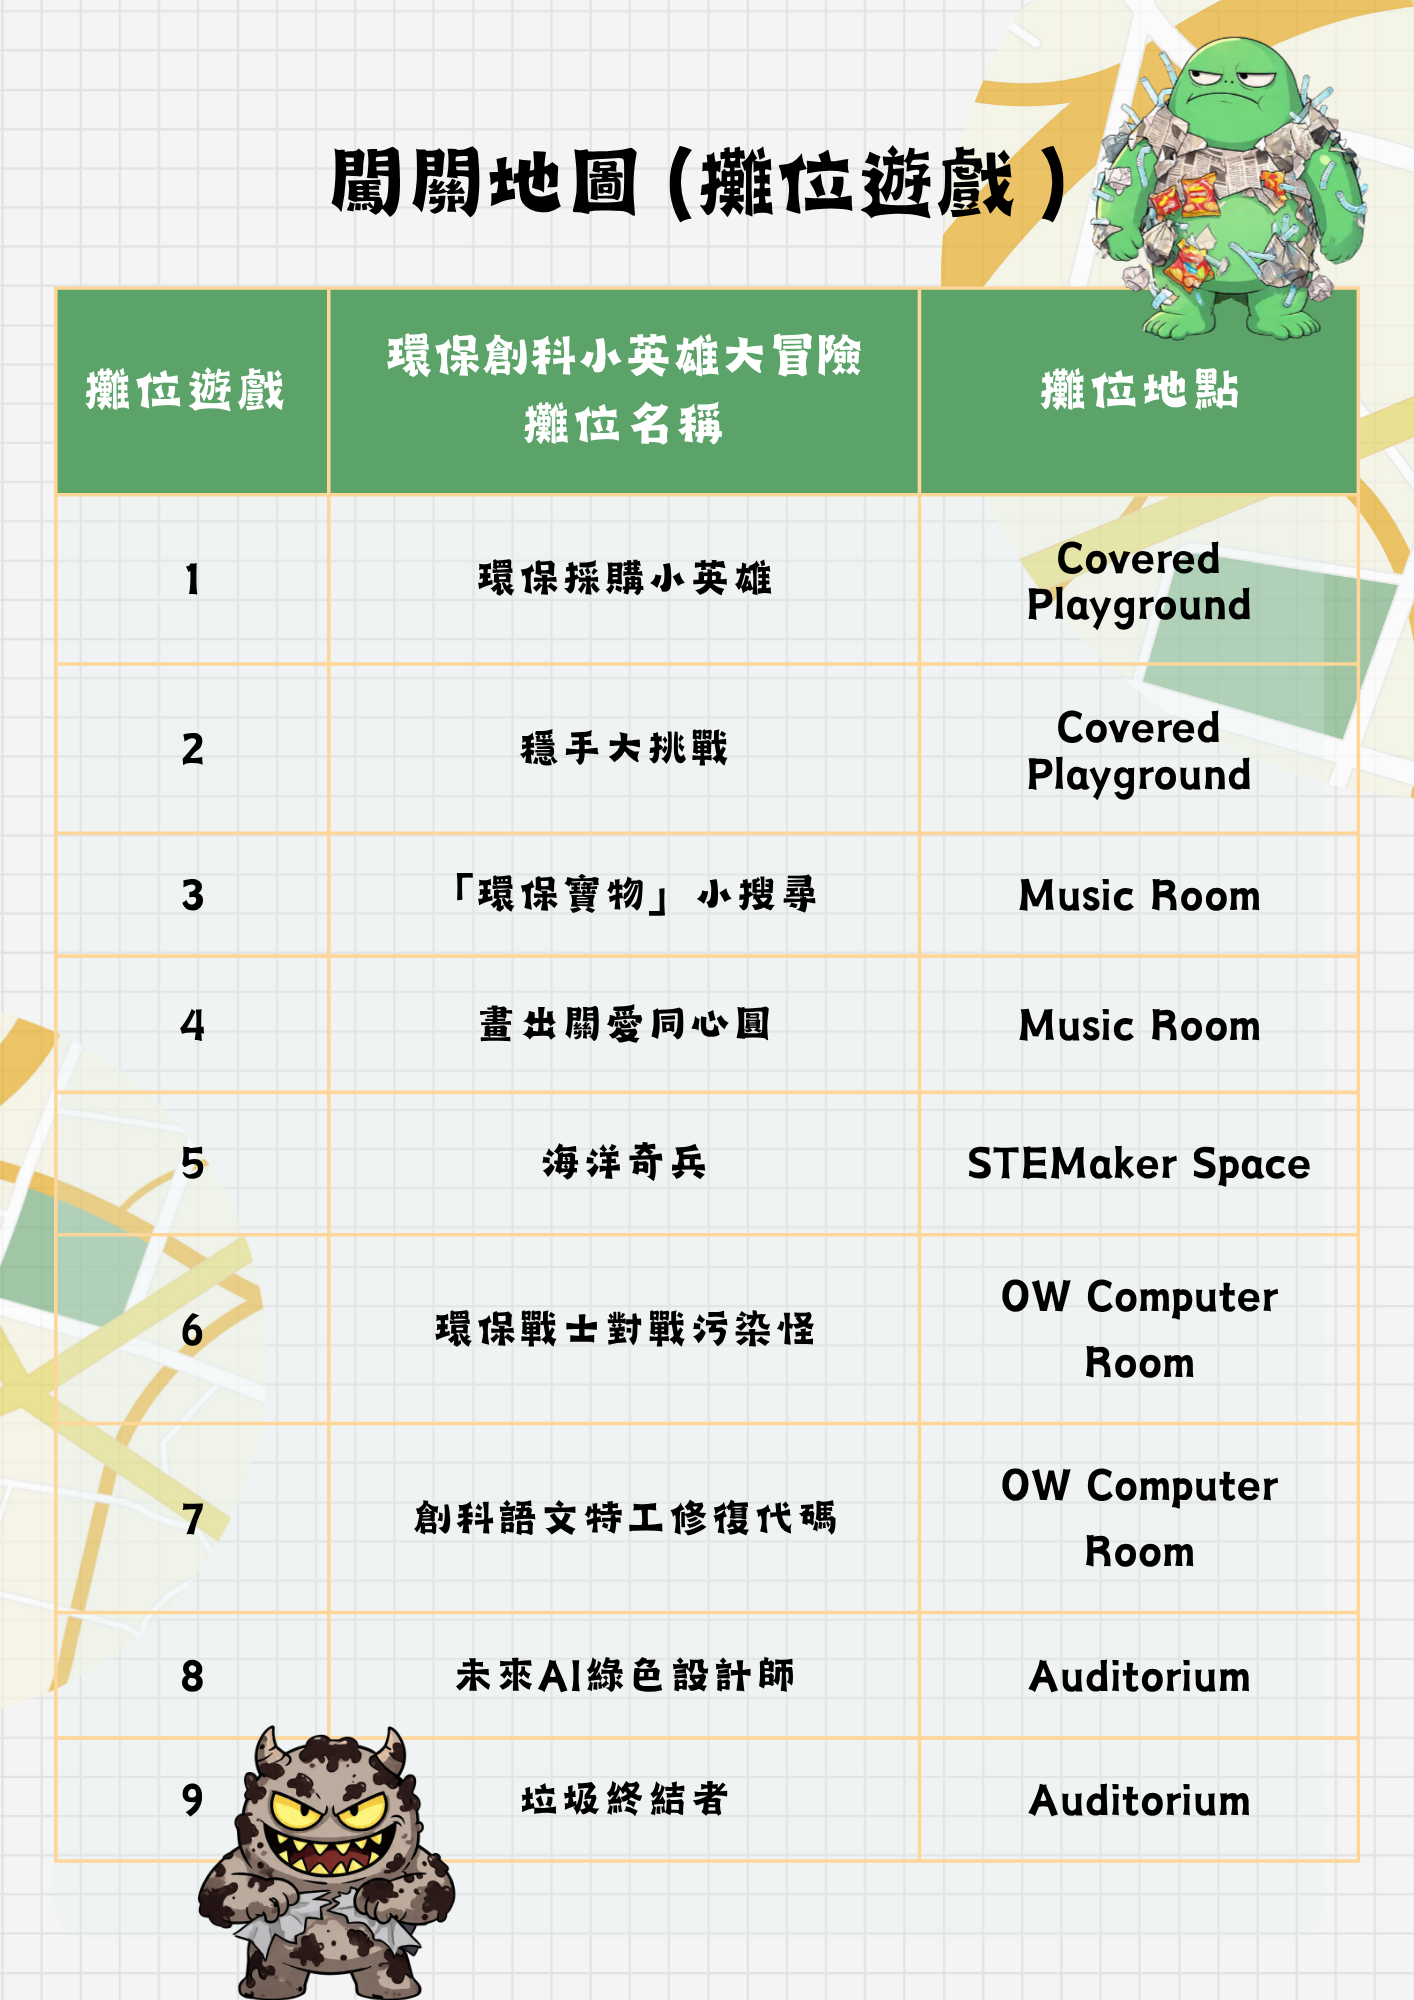 闖關地圖(攤位遊戲)
攤位遊戲
環保創科小英雄大冒險
攤位名稱
攤位地點
1
環保採購小英雄
Covered
Playground
2
穩手大挑戰
Covered
Playground
3
「環保寶物」小搜尋
Music Room
4
畫出關愛同心圓
Music Room
5
海洋奇兵
STEMaker Space
6
環保戰士對戰污染怪
OW Computer
Room
7
創科語文特工修復代碼
OW Computer
Room
8
未來AI綠色設計師
Auditorium
9
垃圾終結者
Auditorium